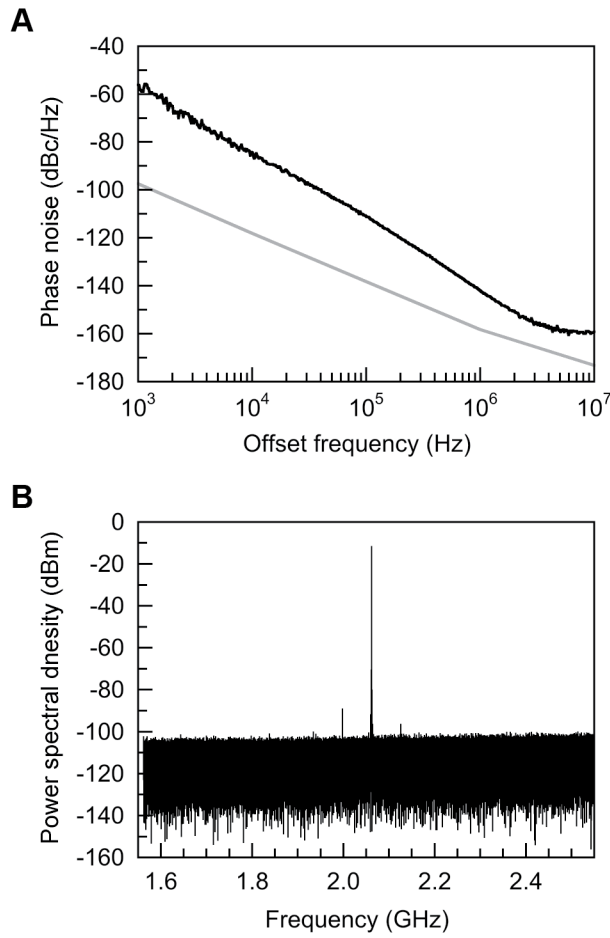 A
Phase noise (dBc/Hz)
-40
-60
-80
-100
-120
-140
-160
-180
10³ 10⁴ 10⁵ 10⁶ 10⁷
Offset frequency (Hz)
B
Power spectral dnesity (dBm)
0
-20
-40
-60
-80
-100
-120
-140
-160
1.6 1.8 2.0 2.2 2.4
Frequency (GHz)